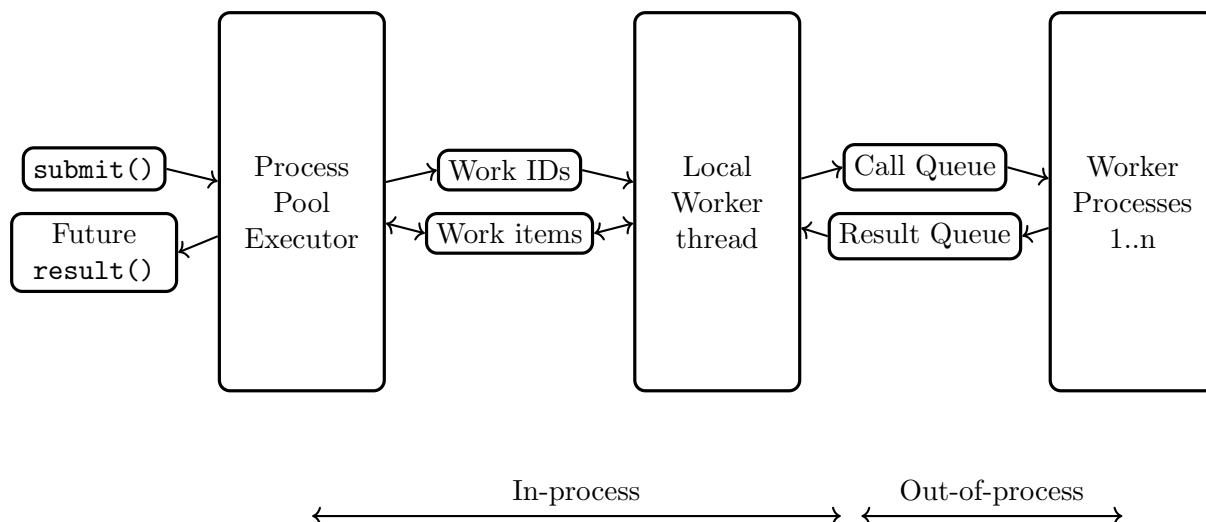 submit()
Future
result()
Process
Pool
Executor
Work IDs
Work items
Local
Worker
thread
Call Queue
Result Queue
Worker
Processes
1..n
In-process
Out-of-process